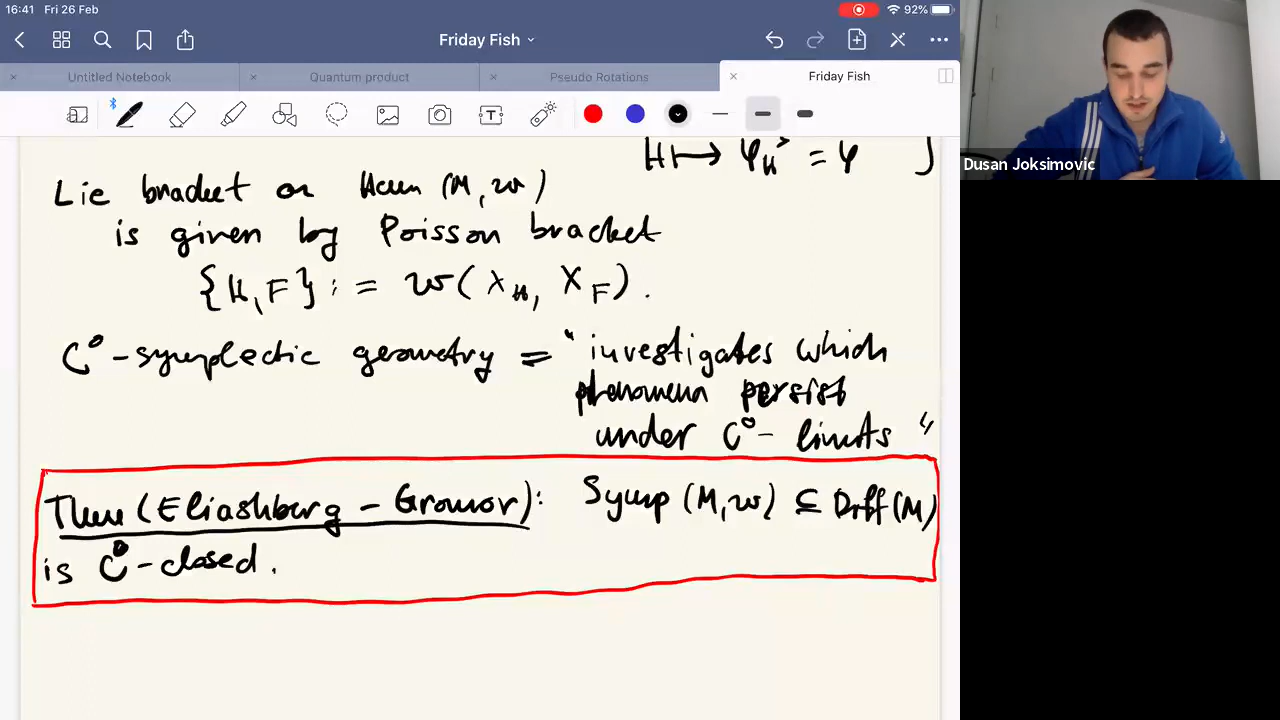 16:41 Fri 26 Feb 92%
Friday Fish
Untitled Notebook Quantum product Pseudo Rotations Friday Fish
H ↦ φ_H^1 = φ
Dusan Joksimovic
Lie bracket on Ham (M, ω)
is given by Poisson bracket
{H, F} := ω(X_H, X_F).
C⁰-symplectic geometry = "investigates which
phenomena persist
under C⁰- limits"
Thm (Eliashberg - Gromov): Symp (M, ω) ⊆ Diff (M)
is C⁰-closed.